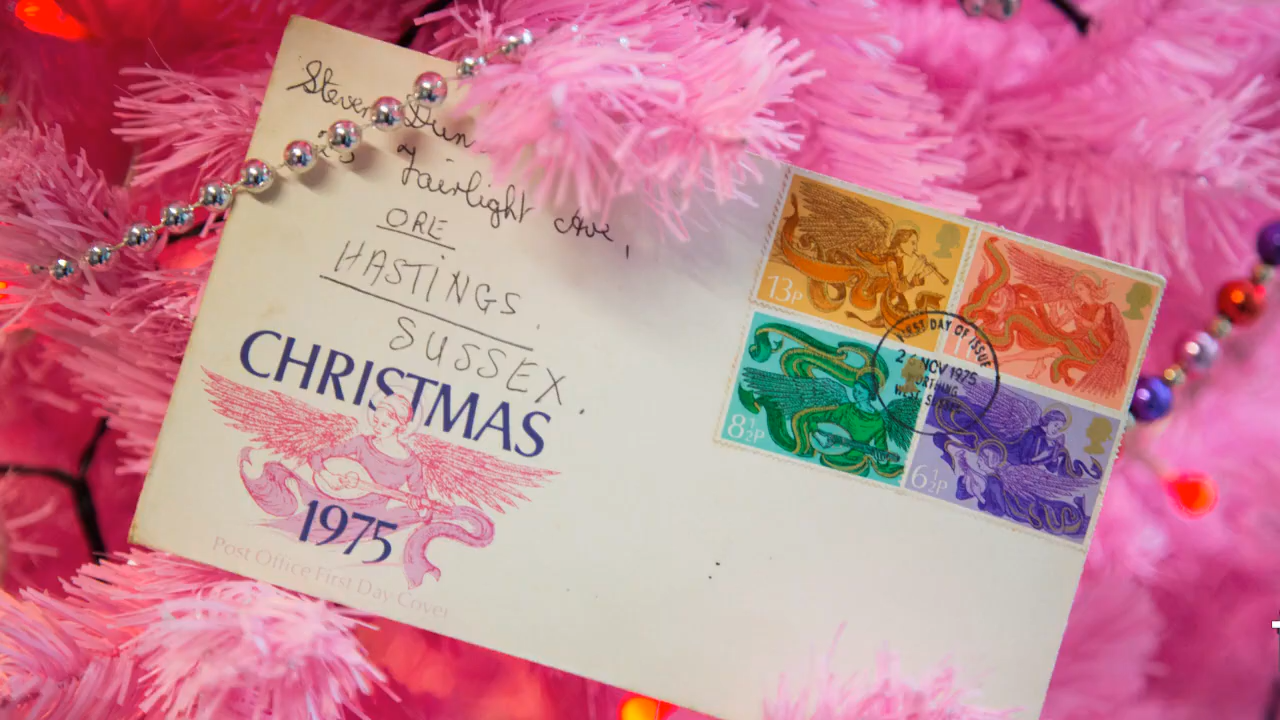 Steven Dun
Fairlight Ave,
ORE
HASTINGS.
SUSSEX.
CHRISTMAS
1975
Post Office First Day Cover
13P
8½P
6½P
FIRST DAY OF ISSUE
NOV 1975